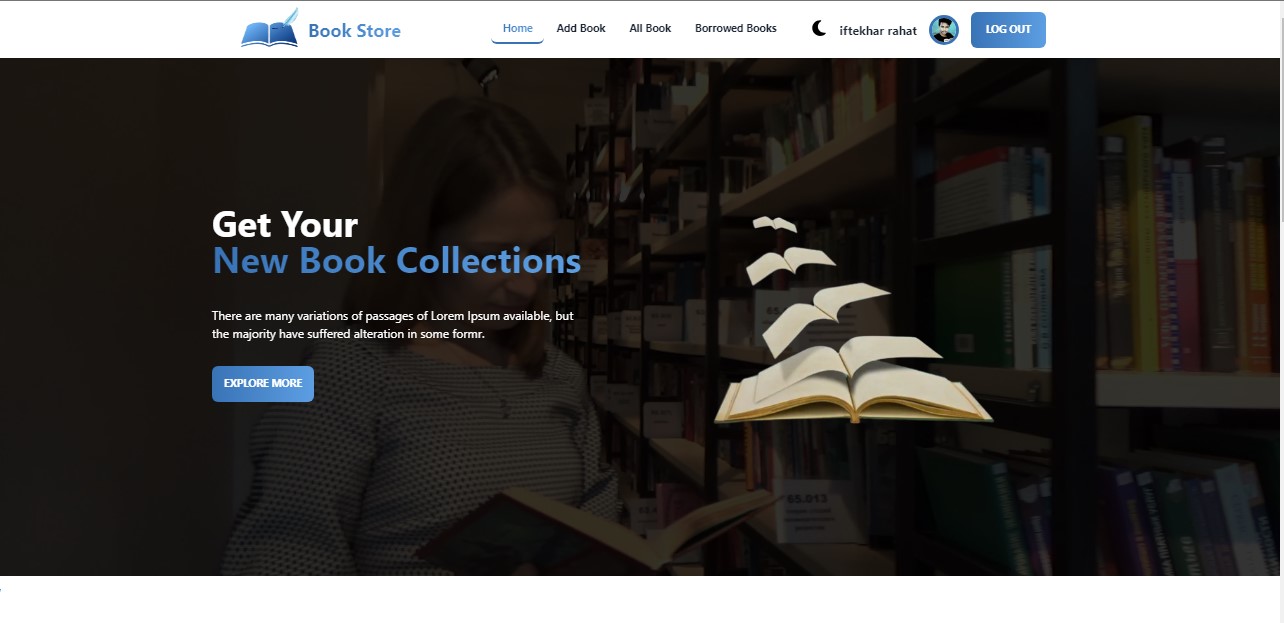 Book Store
Home
Add Book
All Book
Borrowed Books
iftekhar rahat
LOG OUT
Get Your
New Book Collections
There are many variations of passages of Lorem Ipsum available, but
the majority have suffered alteration in some formr.
EXPLORE MORE
65.013